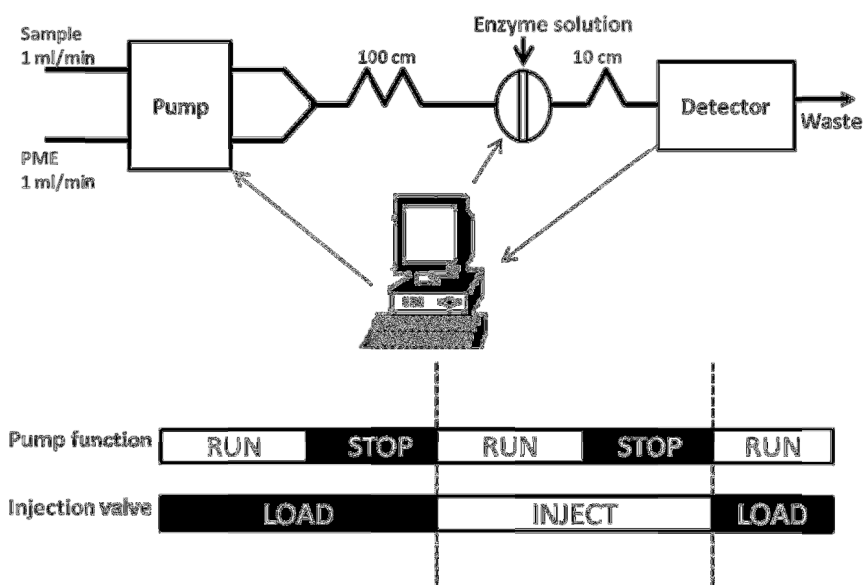 Sample
1 ml/min
Pump
PME
1 ml/min
100 cm
Enzyme solution
10 cm
Detector
Waste
Pump function
RUN STOP RUN STOP RUN
Injection valve
LOAD INJECT LOAD